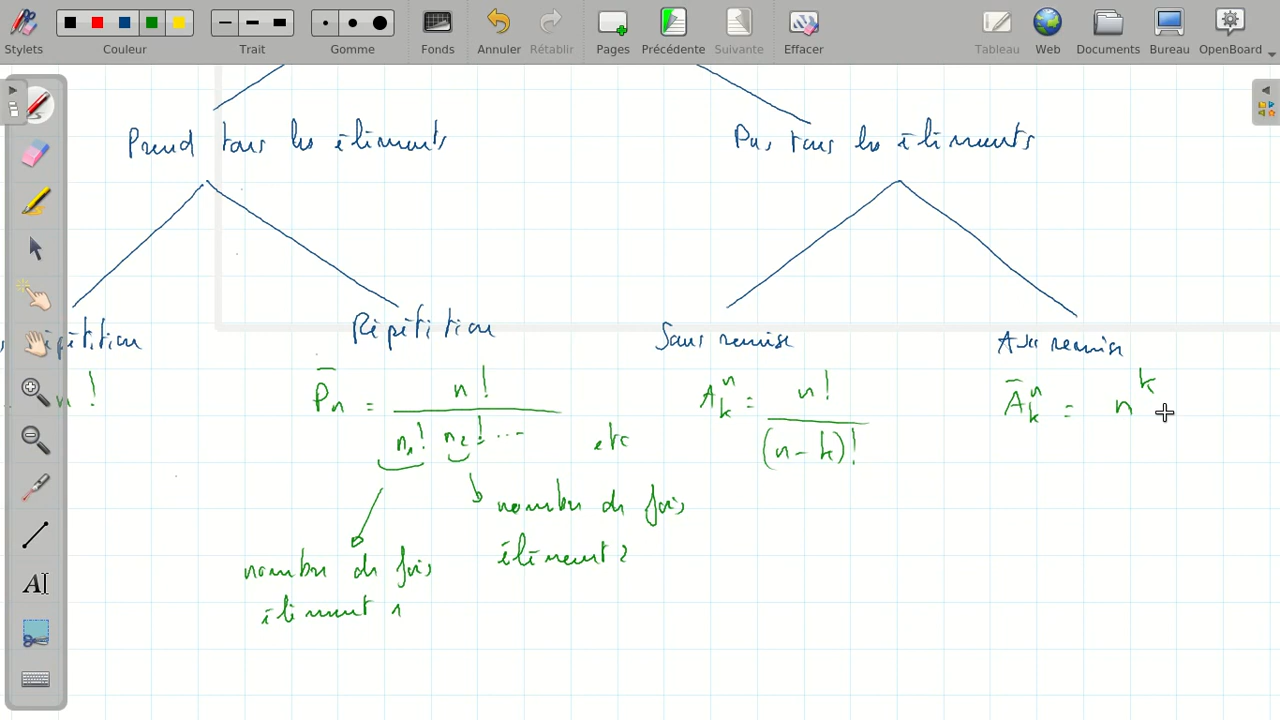 Stylets Couleur Trait Gomme Fonds Annuler Rétablir Pages Précédente Suivante Effacer Tableau Web Documents Bureau OpenBoard
Prend tous les éléments
Pas tous les éléments
Répétition
Sans remise
Avec remise
n!
P̄n = n! / n₁! n₂! ... etc
Aₖⁿ = n! / (n - k)!
Āₖⁿ = nᵏ
nombre de fois
élément 2
nombre de fois
élément 1